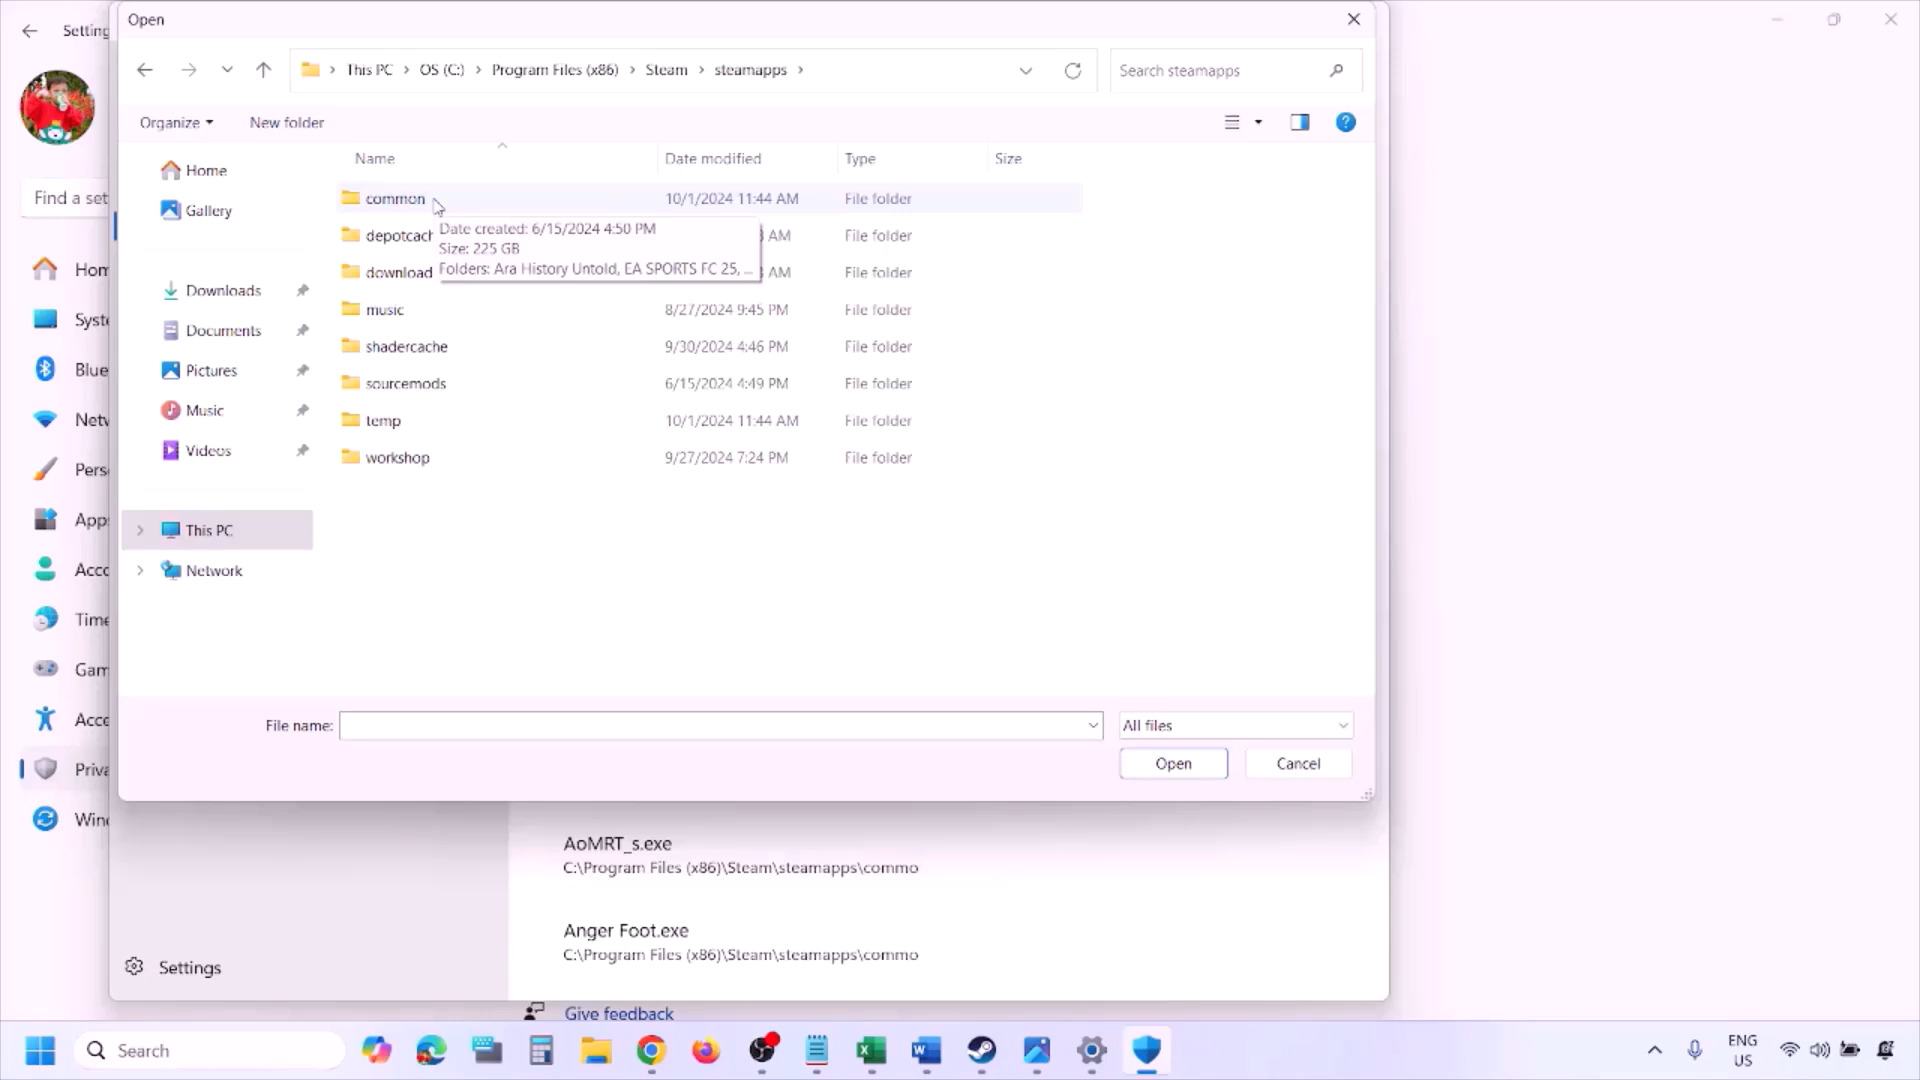 Open
Setting
This PC > OS (C:) > Program Files (x86) > Steam > steamapps >
Search steamapps
Organize
New folder
Name
Date modified
Type
Size
Home
Gallery
Downloads
Documents
Pictures
Music
Videos
This PC
Network
common 10/1/2024 11:44 AM File folder
depotcach AM File folder
download AM File folder
Date created: 6/15/2024 4:50 PM
Size: 225 GB
Folders: Ara History Untold, EA SPORTS FC 25, ...
music 8/27/2024 9:45 PM File folder
shadercache 9/30/2024 4:46 PM File folder
sourcemods 6/15/2024 4:49 PM File folder
temp 10/1/2024 11:44 AM File folder
workshop 9/27/2024 7:24 PM File folder
Find a set
Hom
Syste
Blue
Netv
Pers
Apps
Acco
Time
Gam
Acce
Priva
Wind
File name:
All files
Open
Cancel
AoMRT_s.exe
C:\Program Files (x86)\Steam\steamapps\commo
Anger Foot.exe
C:\Program Files (x86)\Steam\steamapps\commo
Settings
Give feedback
Search
ENG
US